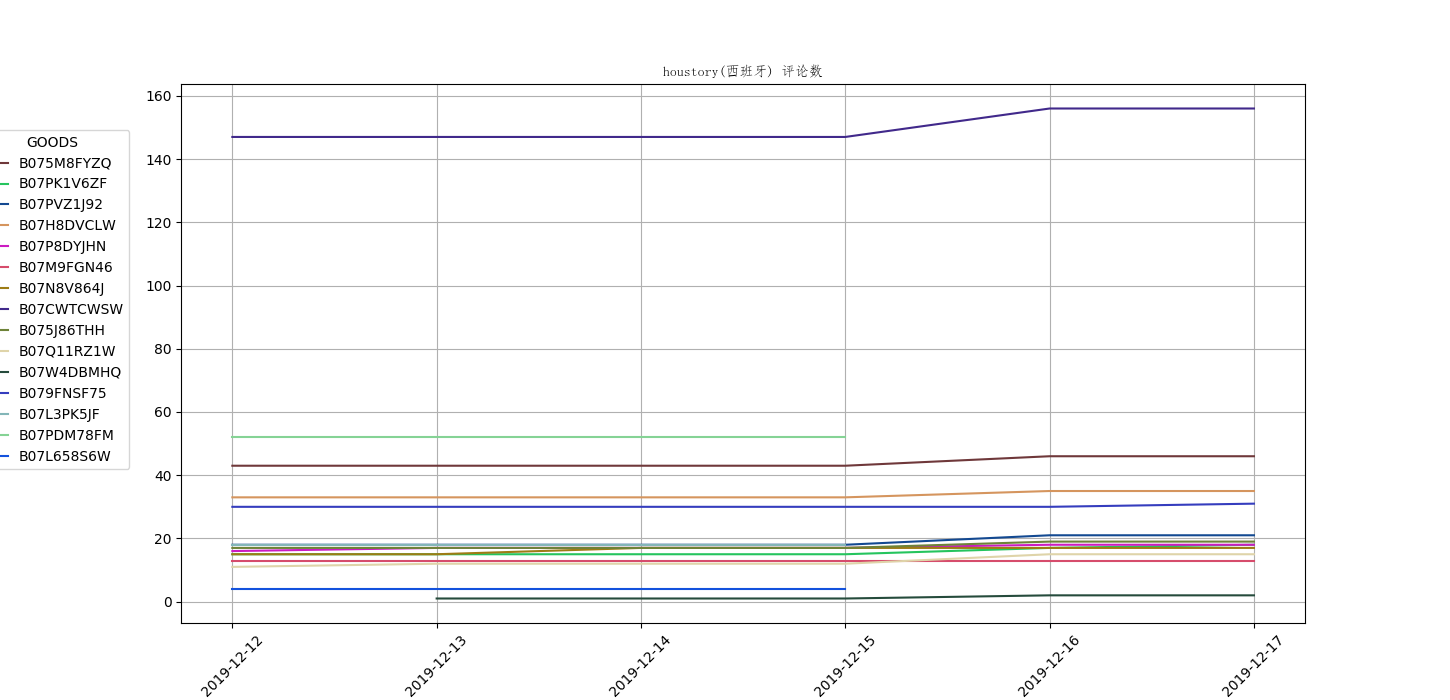 houstory(西班牙) 评论数
GOODS
B075M8FYZQ
B07PK1V6ZF
B07PVZ1J92
B07H8DVCLW
B07P8DYJHN
B07M9FGN46
B07N8V864J
B07CWTCWSW
B075J86THH
B07Q11RZ1W
B07W4DBMHQ
B079FNSF75
B07L3PK5JF
B07PDM78FM
B07L658S6W
160
140
120
100
80
60
40
20
0
2019-12-12
2019-12-13
2019-12-14
2019-12-15
2019-12-16
2019-12-17